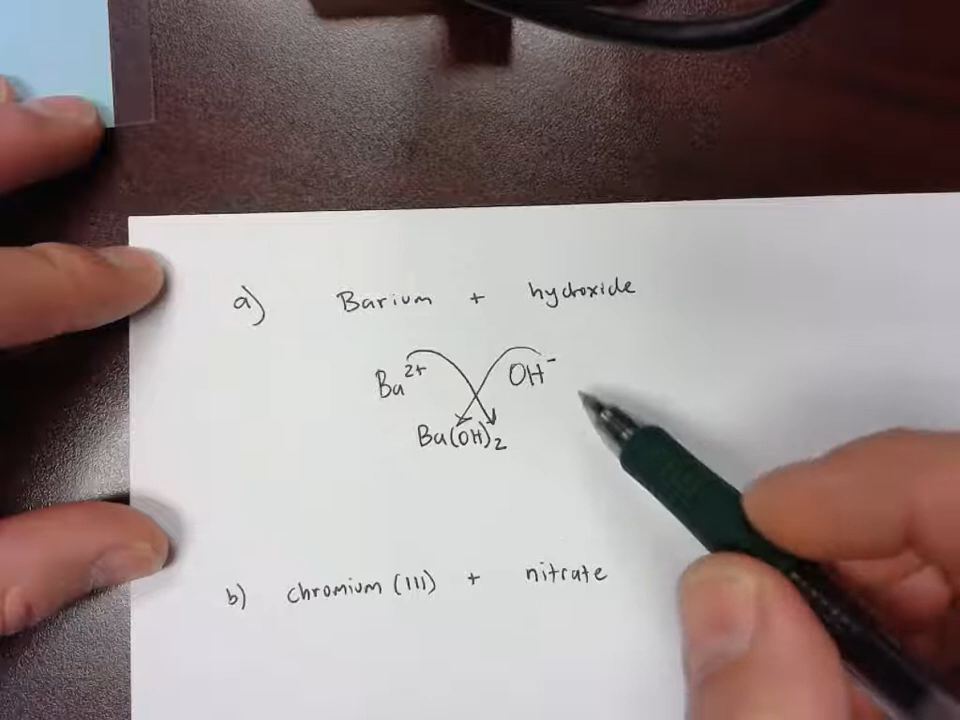 a) Barium + hydroxide
Ba²⁺ OH⁻
Ba(OH)₂
b) chromium (III) + nitrate